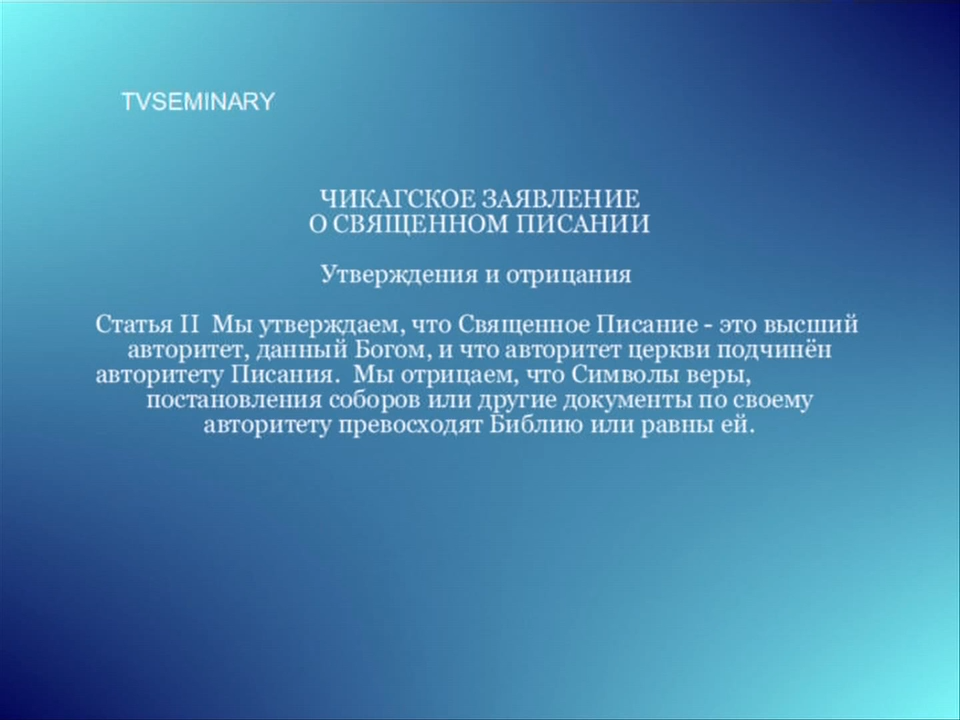 TVSEMINARY
ЧИКАГСКОЕ ЗАЯВЛЕНИЕ
О СВЯЩЕННОМ ПИСАНИИ
Утверждения и отрицания
Статья II  Мы утверждаем, что Священное Писание - это высший
авторитет, данный Богом, и что авторитет церкви подчинён
авторитету Писания.  Мы отрицаем, что Символы веры,
постановления соборов или другие документы по своему
авторитету превосходят Библию или равны ей.